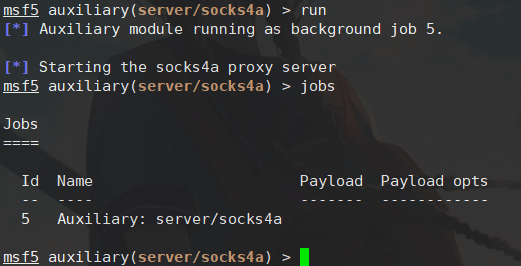 msf5 auxiliary(server/socks4a) > run
[*] Auxiliary module running as background job 5.
[*] Starting the socks4a proxy server
msf5 auxiliary(server/socks4a) > jobs
Jobs
====
Id  Name  Payload  Payload opts
--  ----  -------  ------------
5  Auxiliary: server/socks4a
msf5 auxiliary(server/socks4a) >